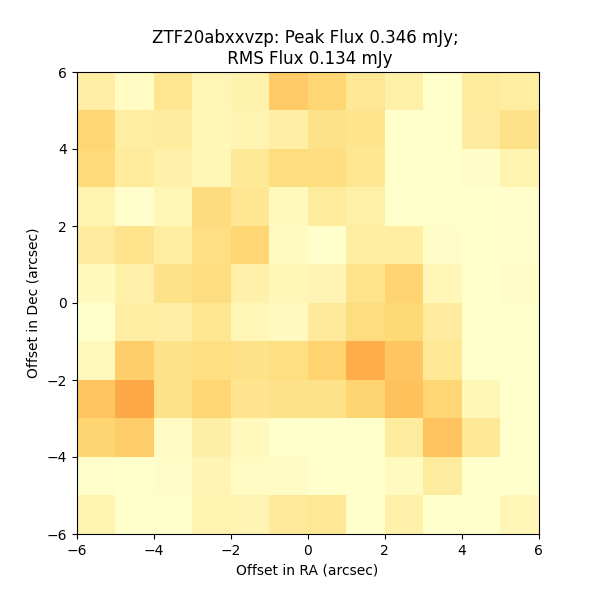 ZTF20abxxvzp: Peak Flux 0.346 mJy;
RMS Flux 0.134 mJy
6
4
2
0
−2
−4
−6
Offset in Dec (arcsec)
−6 −4 −2 0 2 4 6
Offset in RA (arcsec)